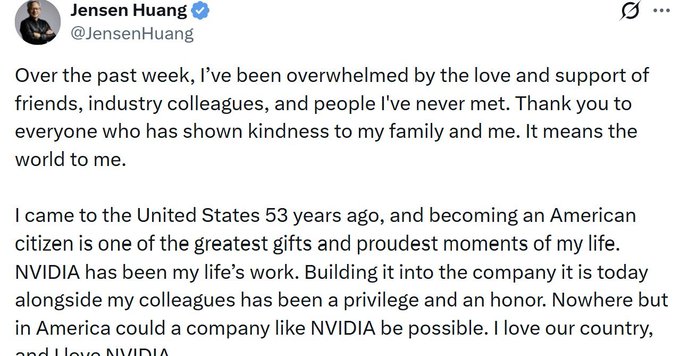 Jensen Huang
@JensenHuang
Over the past week, I’ve been overwhelmed by the love and support of
friends, industry colleagues, and people I've never met. Thank you to
everyone who has shown kindness to my family and me. It means the
world to me.
I came to the United States 53 years ago, and becoming an American
citizen is one of the greatest gifts and proudest moments of my life.
NVIDIA has been my life’s work. Building it into the company it is today
alongside my colleagues has been a privilege and an honor. Nowhere but
in America could a company like NVIDIA be possible. I love our country,
and I love NVIDIA